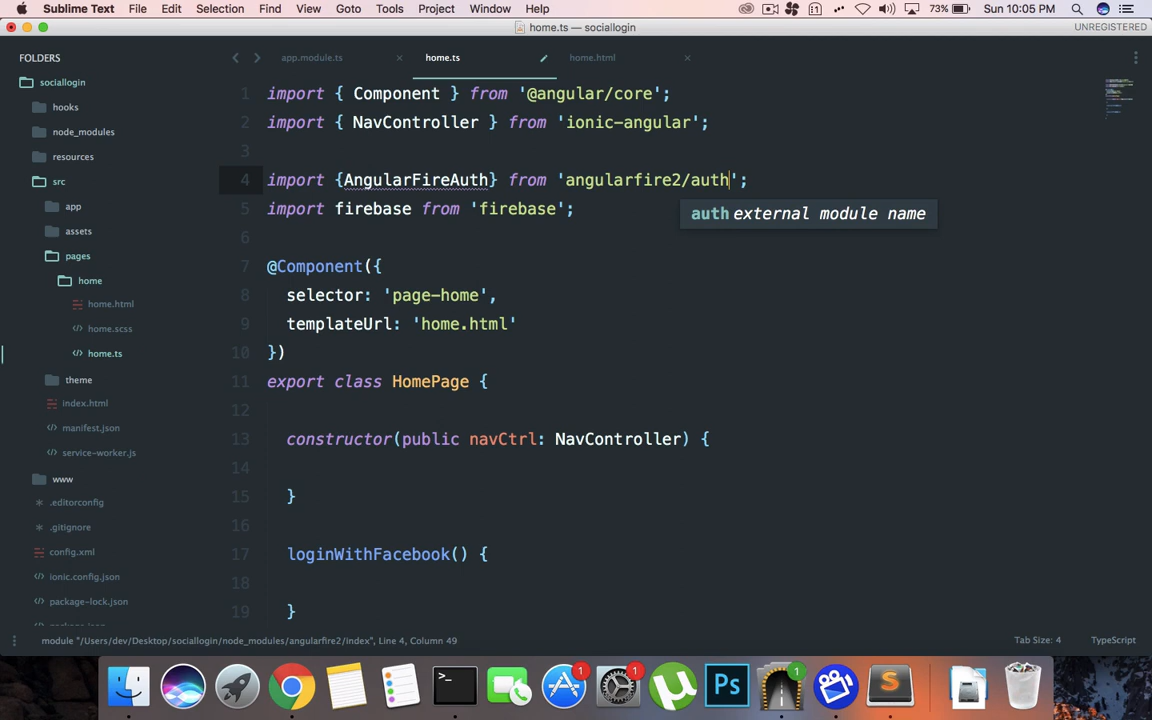 Sublime Text File Edit Selection Find View Goto Tools Project Window Help 73% Sun 10:05 PM
home.ts — sociallogin UNREGISTERED
FOLDERS
sociallogin
hooks
node_modules
resources
src
app
assets
pages
home
home.html
home.scss
home.ts
theme
index.html
manifest.json
service-worker.js
www
.editorconfig
.gitignore
config.xml
ionic.config.json
package-lock.json
app.module.ts home.ts home.html
1 import { Component } from '@angular/core';
2 import { NavController } from 'ionic-angular';
3
4 import {AngularFireAuth} from 'angularfire2/auth';
5 import firebase from 'firebase';
auth external module name
6
7 @Component({
8 selector: 'page-home',
9 templateUrl: 'home.html'
10 })
11 export class HomePage {
12
13 constructor(public navCtrl: NavController) {
14
15 }
16
17 loginWithFacebook() {
18
19 }
module "/Users/dev/Desktop/sociallogin/node_modules/angularfire2/index", Line 4, Column 49 Tab Size: 4 TypeScript
1 1 1
Ps
S